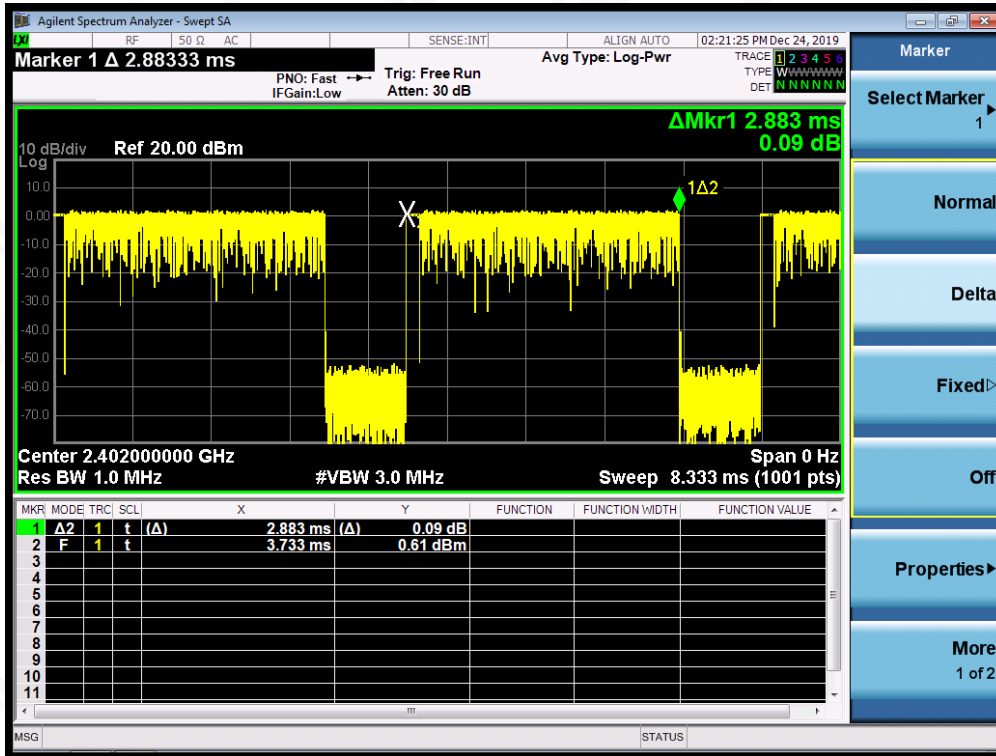 Agilent Spectrum Analyzer - Swept SA
LXI RF 50 Ω AC SENSE:INT ALIGN AUTO 02:21:25 PM Dec 24, 2019
Marker 1 Δ 2.88333 ms
PNO: Fast
IFGain:Low
Trig: Free Run
Atten: 30 dB
Avg Type: Log-Pwr
TRACE 1 2 3 4 5 6
TYPE WWWWWWW
DET N N N N N N
ΔMkr1 2.883 ms
0.09 dB
10 dB/div Ref 20.00 dBm
Log
10.0
0.00
-10.0
-20.0
-30.0
-40.0
-50.0
-60.0
-70.0
1Δ2
Center 2.402000000 GHz Span 0 Hz
Res BW 1.0 MHz #VBW 3.0 MHz Sweep 8.333 ms (1001 pts)
MKR MODE TRC SCL X Y FUNCTION FUNCTION WIDTH FUNCTION VALUE
1 Δ2 1 t (Δ) 2.883 ms (Δ) 0.09 dB
2 F 1 t 3.733 ms 0.61 dBm
3
4
5
6
7
8
9
10
11
MSG STATUS
Marker
Select Marker
1
Normal
Delta
Fixed
Off
Properties
More
1 of 2